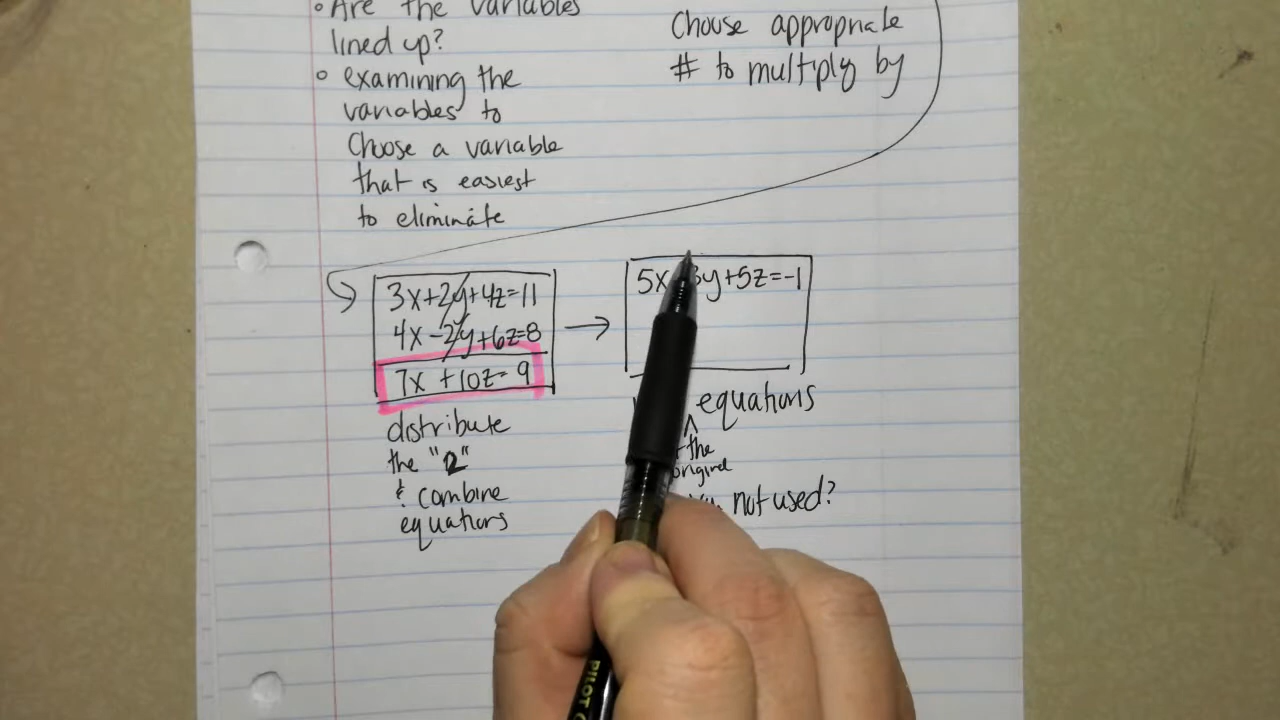 • Are the variables
lined up?
• examining the
variables to
choose a variable
that is easiest
to eliminate
Choose appropriate
# to multiply by
3x+2y+4z=11
4x-2y+6z=8
7x +10z= 9
distribute
the "2"
& combine
equations
5x 3y+5z=-1
equations
the
original
not used?
PILOT